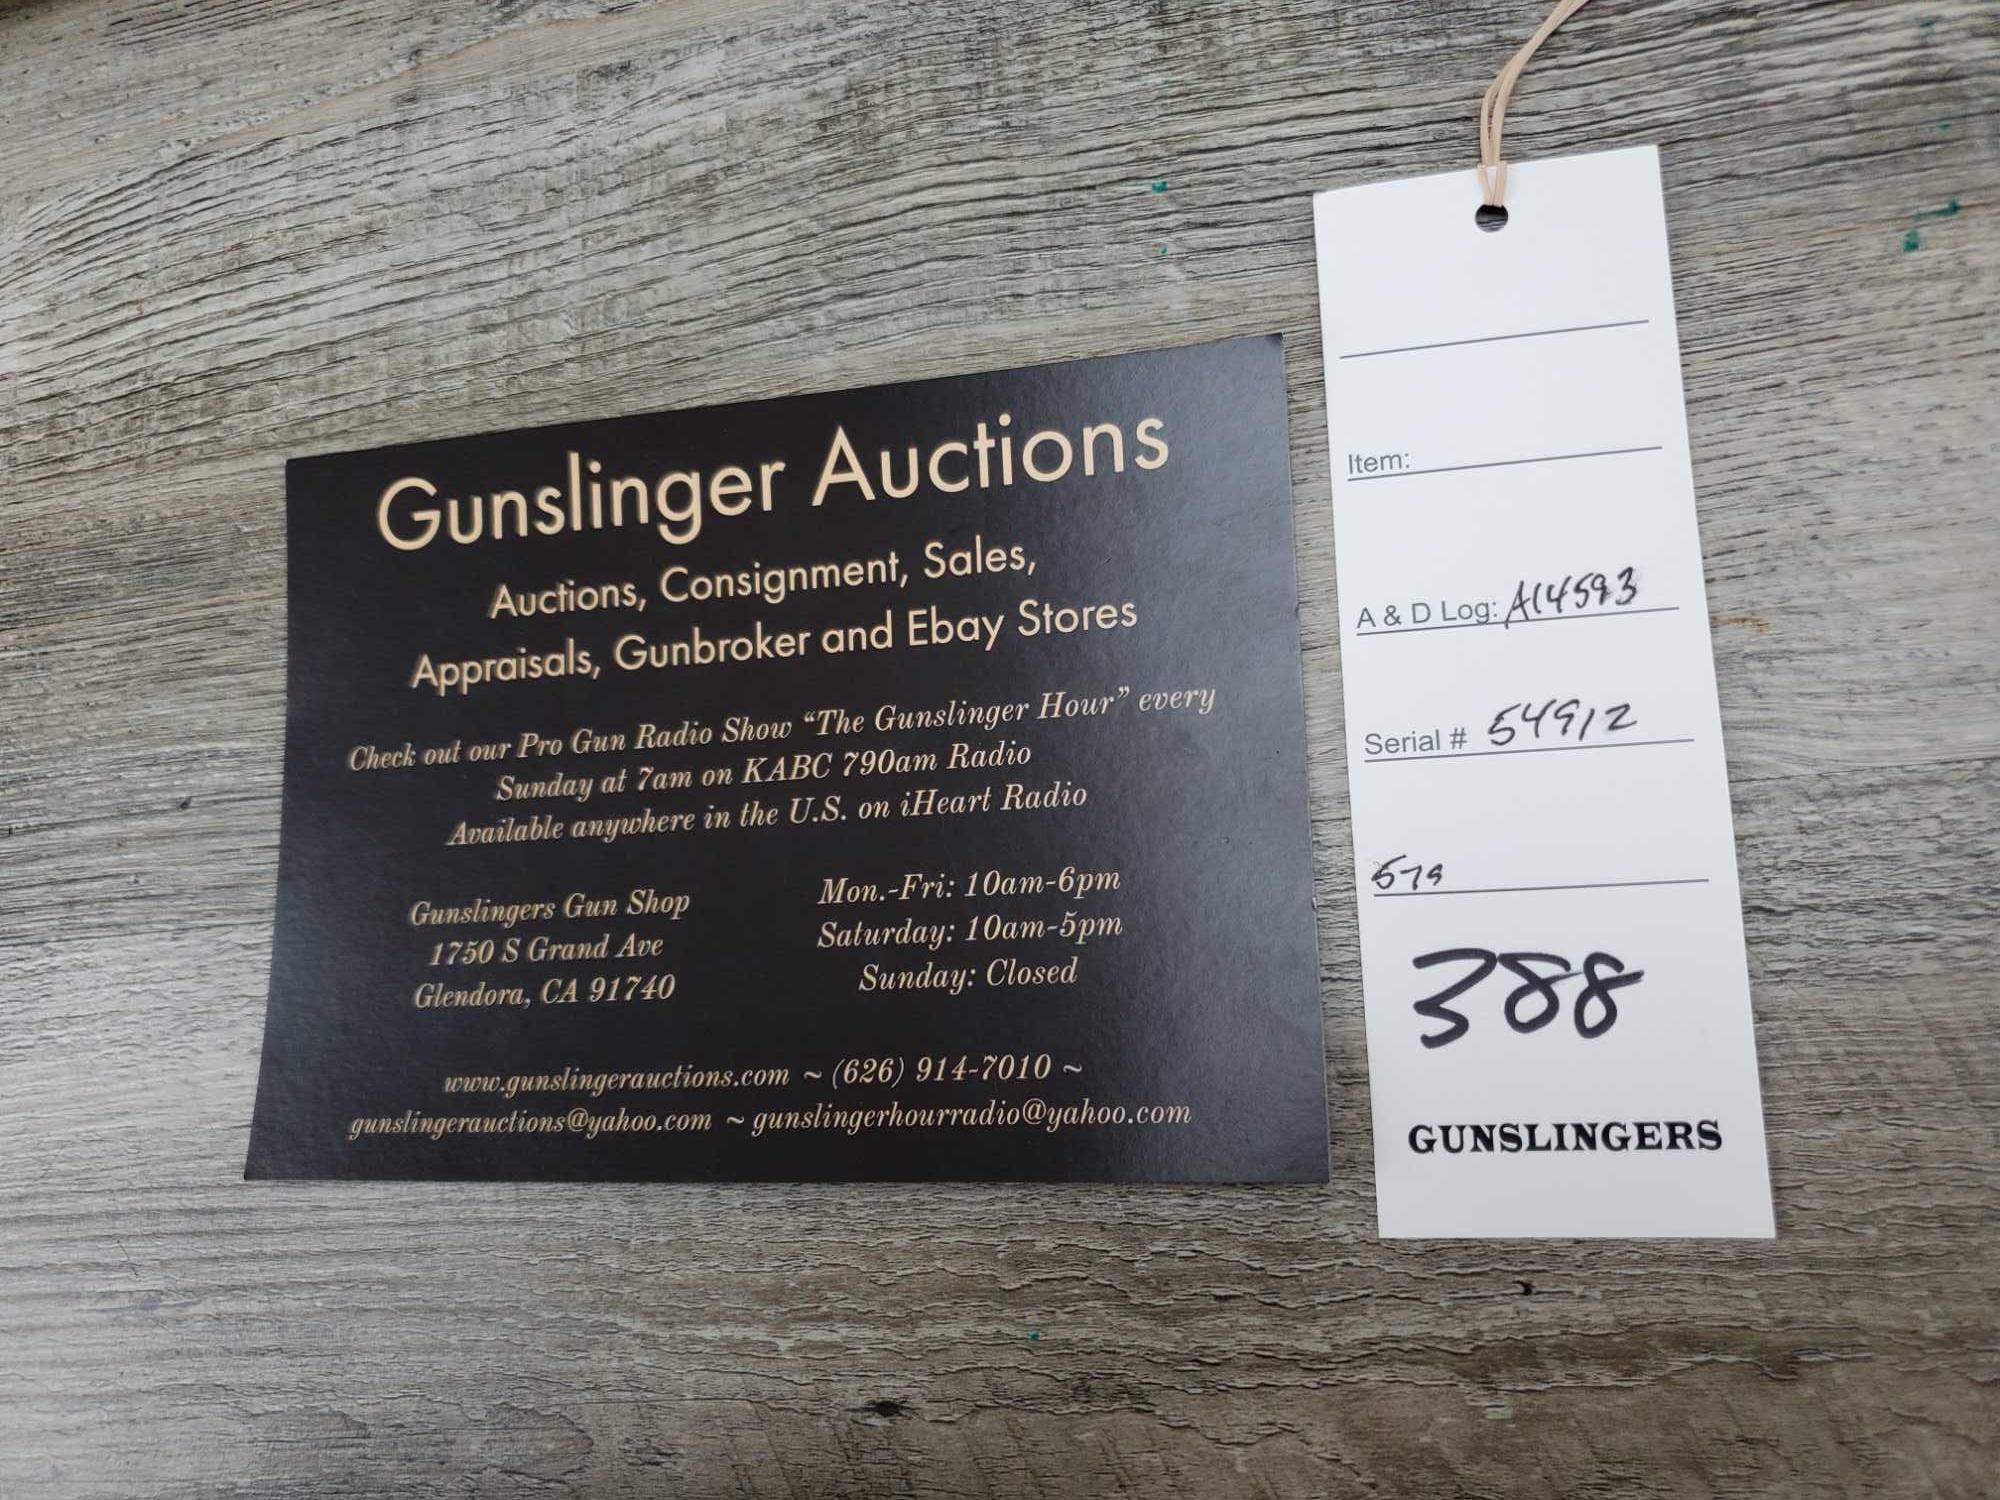 Gunslinger Auctions
Auctions, Consignment, Sales,
Appraisals, Gunbroker and Ebay Stores
Check out our Pro Gun Radio Show “The Gunslinger Hour” every
Sunday at 7am on KABC 790am Radio
Available anywhere in the U.S. on iHeart Radio
Gunslingers Gun Shop
1750 S Grand Ave
Glendora, CA 91740
Mon.-Fri: 10am-6pm
Saturday: 10am-5pm
Sunday: Closed
www.gunslingerauctions.com ~ (626) 914-7010 ~
gunslingerauctions@yahoo.com ~ gunslingerhourradio@yahoo.com
Item:
A & D Log: A14593
Serial # 54912
388
GUNSLINGERS